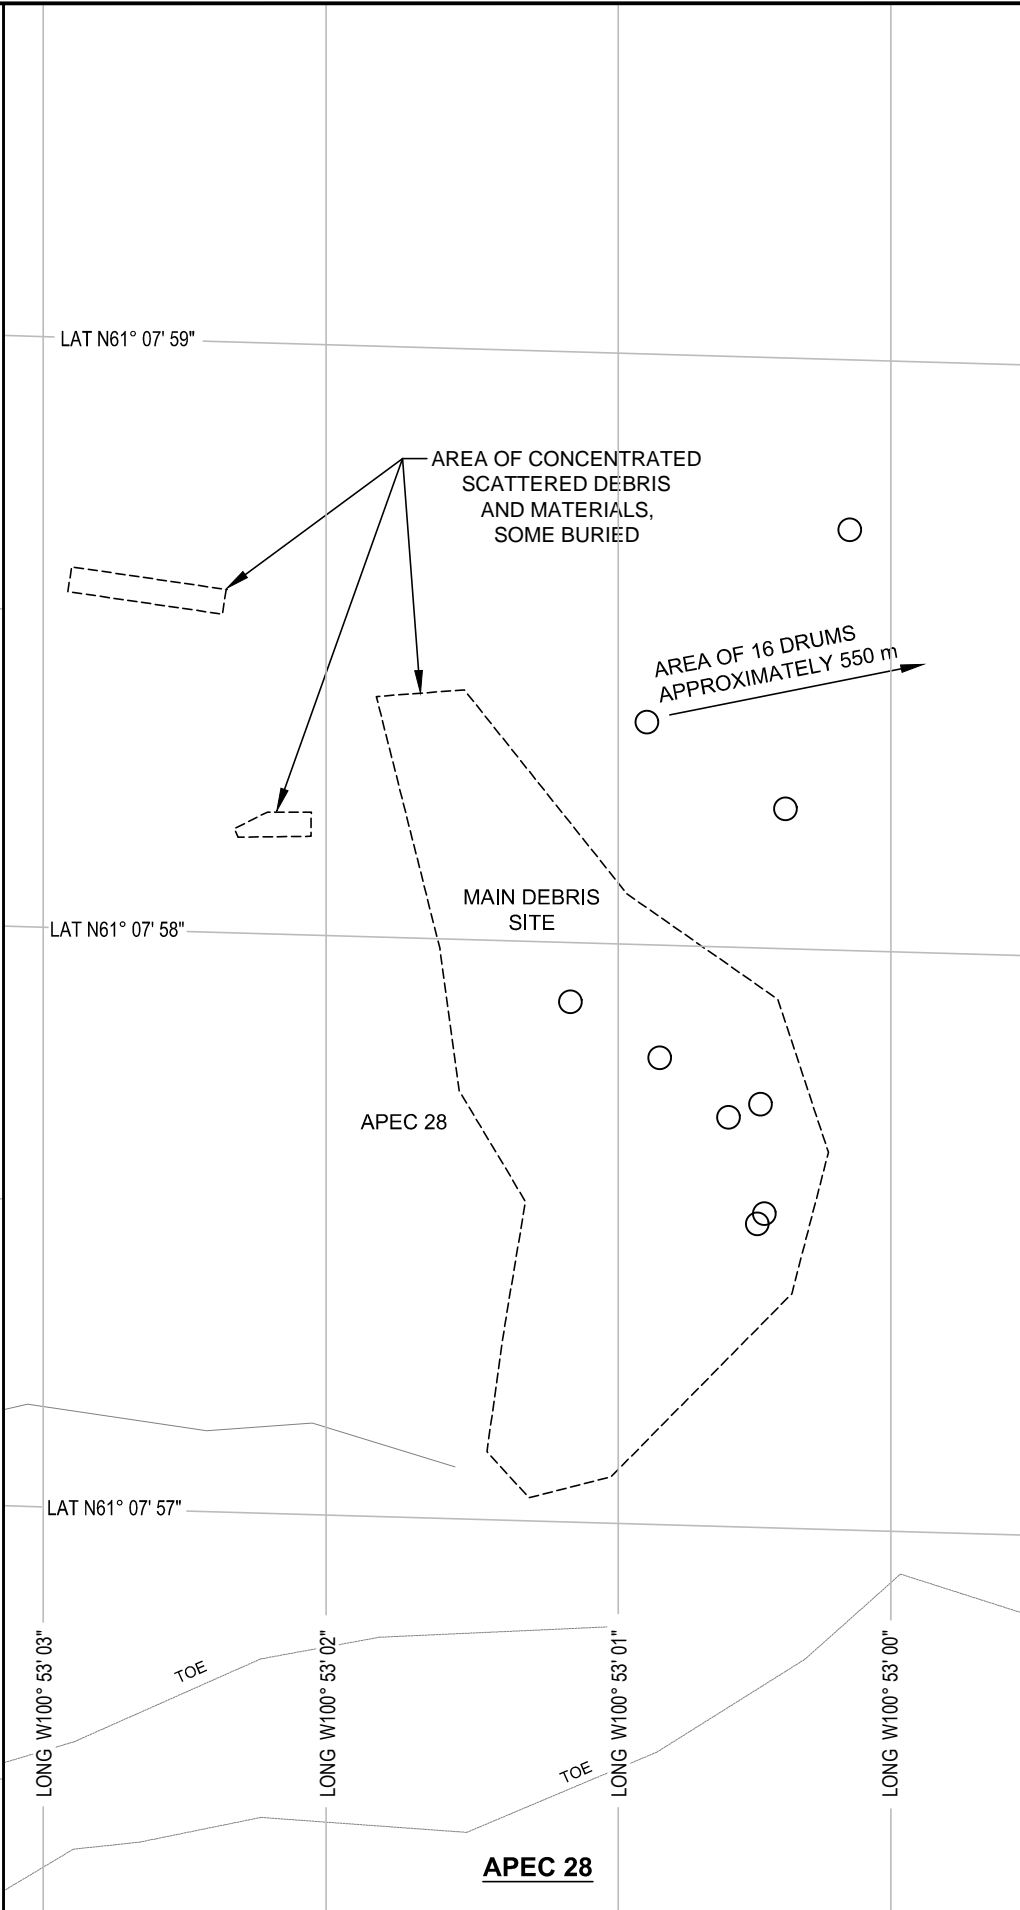 LAT N61° 07' 59"
AREA OF CONCENTRATED
SCATTERED DEBRIS
AND MATERIALS,
SOME BURIED
AREA OF 16 DRUMS
APPROXIMATELY 550 m
MAIN DEBRIS
SITE
LAT N61° 07' 58"
APEC 28
LAT N61° 07' 57"
LONG W100° 53' 03"
LONG W100° 53' 02"
LONG W100° 53' 01"
LONG W100° 53' 00"
TOE
TOE
APEC 28